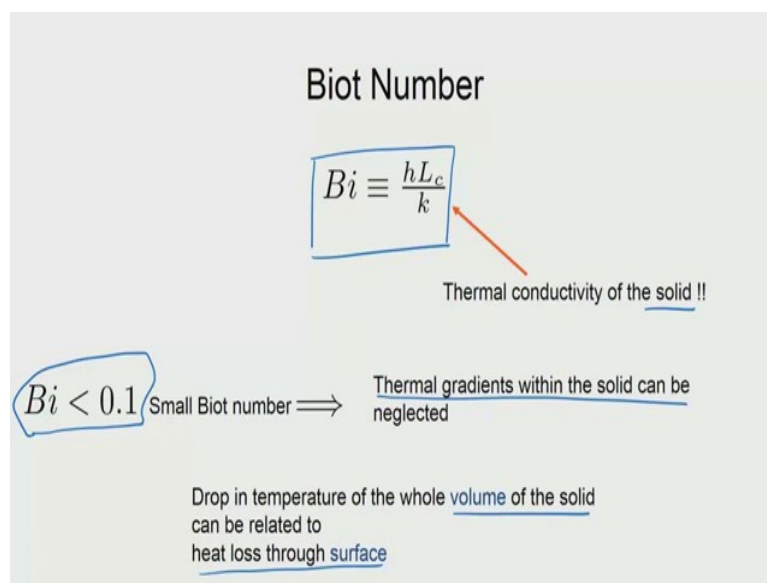 Biot Number
Bi ≡ hL_c/k
Thermal conductivity of the solid !!
Bi < 0.1 Small Biot number ⟹ Thermal gradients within the solid can be
neglected
Drop in temperature of the whole volume of the solid
can be related to
heat loss through surface